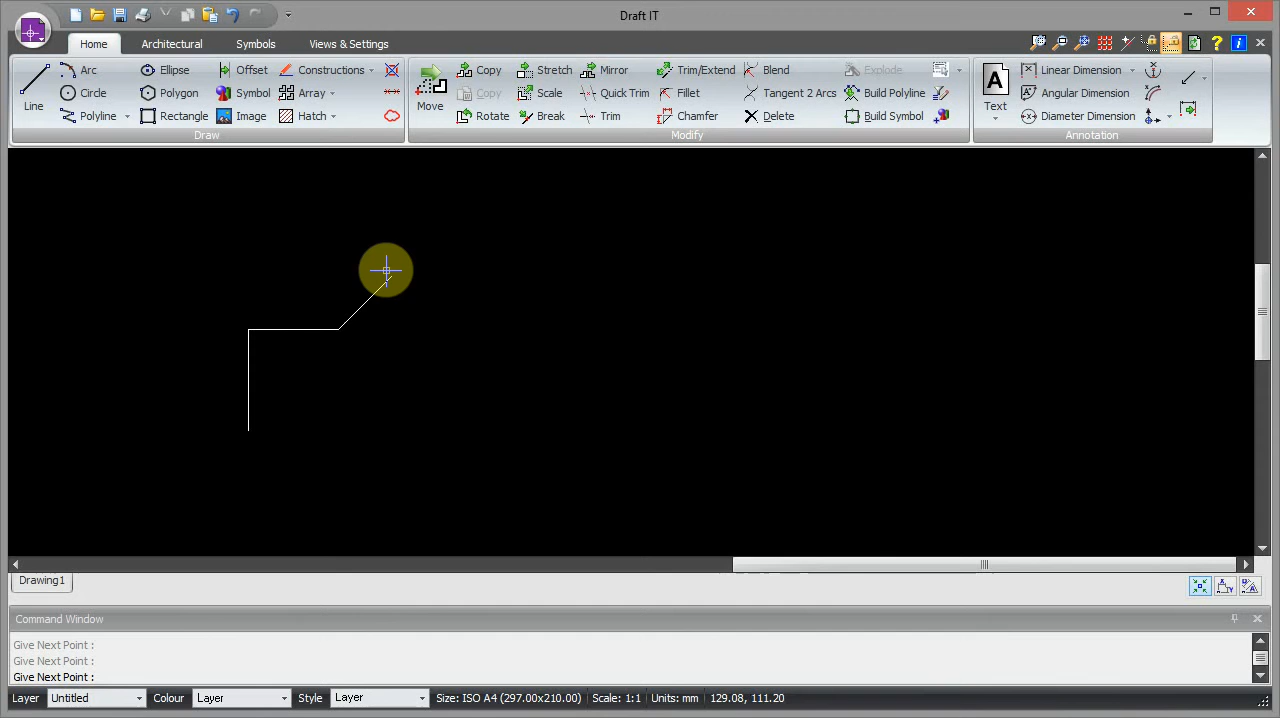 Draft IT
Home Architectural Symbols Views & Settings
Line
Arc
Circle
Polyline
Ellipse
Polygon
Rectangle
Offset
Symbol
Image
Constructions
Array
Hatch
Draw
Move
Copy
Copy
Rotate
Stretch
Scale
Break
Mirror
Quick Trim
Trim
Trim/Extend
Fillet
Chamfer
Blend
Tangent 2 Arcs
Delete
Explode
Build Polyline
Build Symbol
Modify
A
Text
Linear Dimension
Angular Dimension
Diameter Dimension
Annotation
Drawing1
Command Window
Give Next Point :
Give Next Point :
Give Next Point :
Layer Untitled Colour Layer Style Layer Size: ISO A4 (297.00x210.00) Scale: 1:1 Units: mm 129.08, 111.20